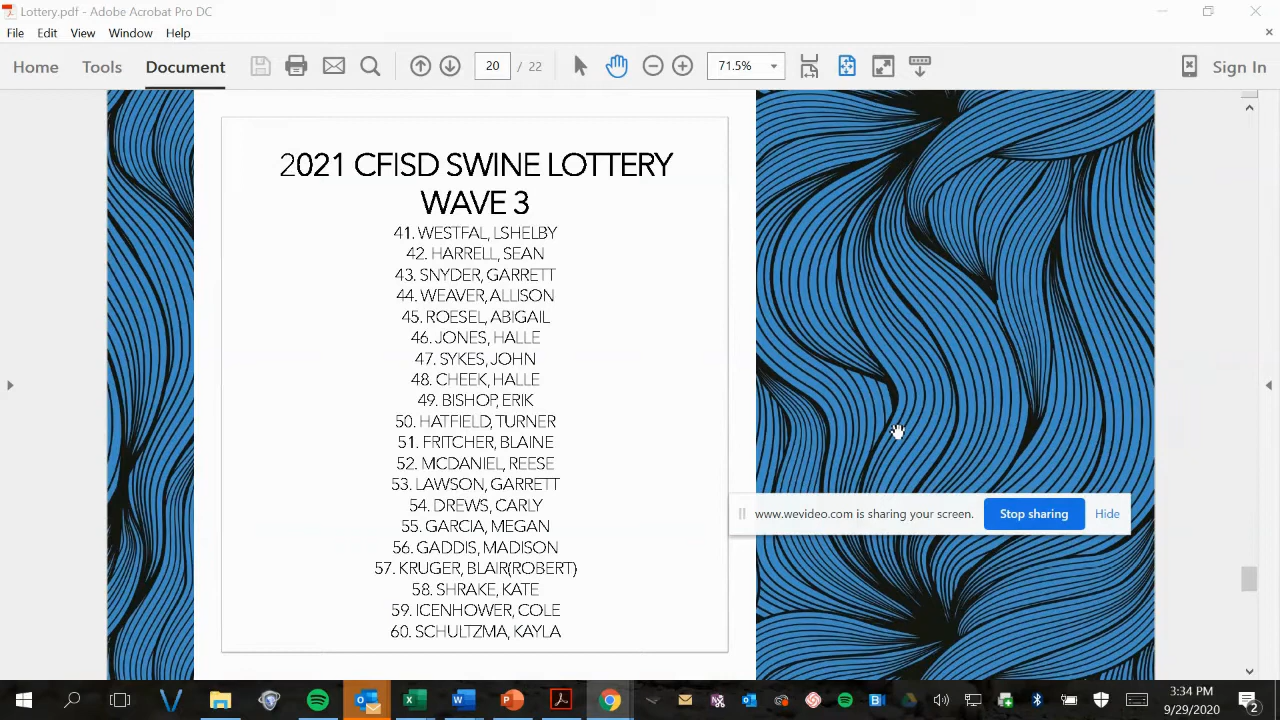 Lottery.pdf - Adobe Acrobat Pro DC
File Edit View Window Help
Home Tools Document 20 / 22 71.5% Sign In
2021 CFISD SWINE LOTTERY
WAVE 3
41. WESTFAL, LSHELBY
42. HARRELL, SEAN
43. SNYDER, GARRETT
44. WEAVER, ALLISON
45. ROESEL, ABIGAIL
46. JONES, HALLE
47. SYKES, JOHN
48. CHEEK, HALLE
49. BISHOP, ERIK
50. HATFIELD, TURNER
51. FRITCHER, BLAINE
52. MCDANIEL, REESE
53. LAWSON, GARRETT
54. DREWS, CARLY
55. GARCIA, MEGAN
56. GADDIS, MADISON
57. KRUGER, BLAIR(ROBERT)
58. SHRAKE, KATE
59. ICENHOWER, COLE
60. SCHULTZMA, KAYLA
www.wevideo.com is sharing your screen. Stop sharing Hide
3:34 PM
9/29/2020
2